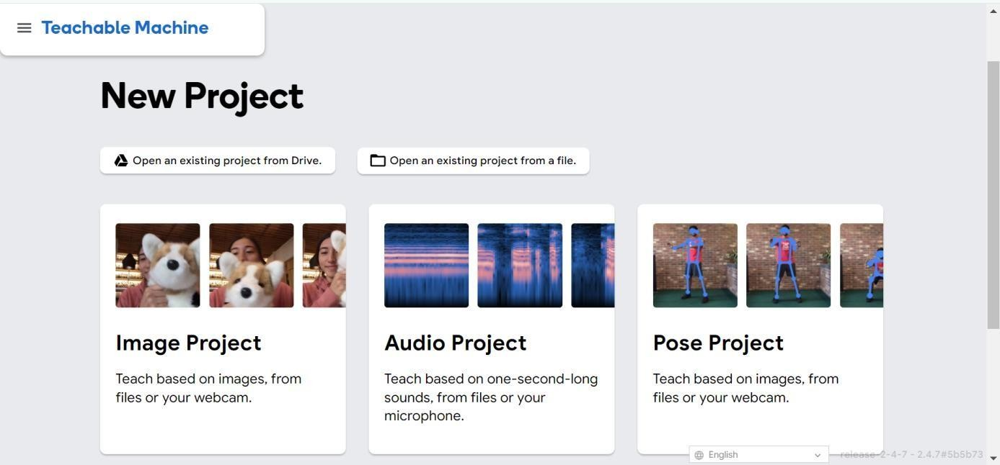 Teachable Machine
New Project
Open an existing project from Drive.
Open an existing project from a file.
Image Project
Teach based on images, from
files or your webcam.
Audio Project
Teach based on one-second-long
sounds, from files or your
microphone.
Pose Project
Teach based on images, from
files or your webcam.
English
release-2-4-7 - 2.4.7#5b5b73